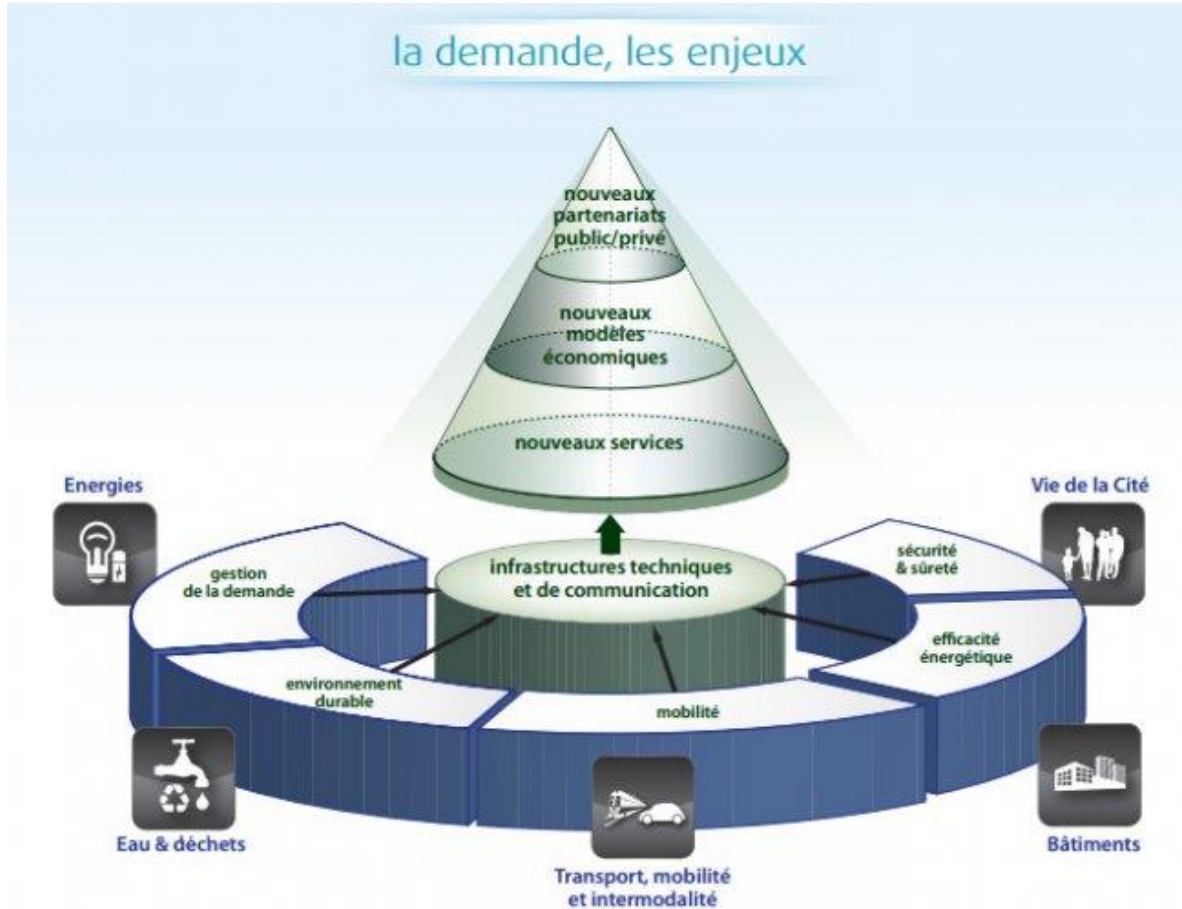 la demande, les enjeux
nouveaux
partenariats
public/privé
nouveaux
modèles
économiques
nouveaux services
Energies
Vie de la Cité
gestion
de la demande
infrastructures techniques
et de communication
sécurité
& sûreté
efficacité
énergétique
environnement
durable
mobilité
Eau & déchets
Transport, mobilité
et intermodalité
Bâtiments